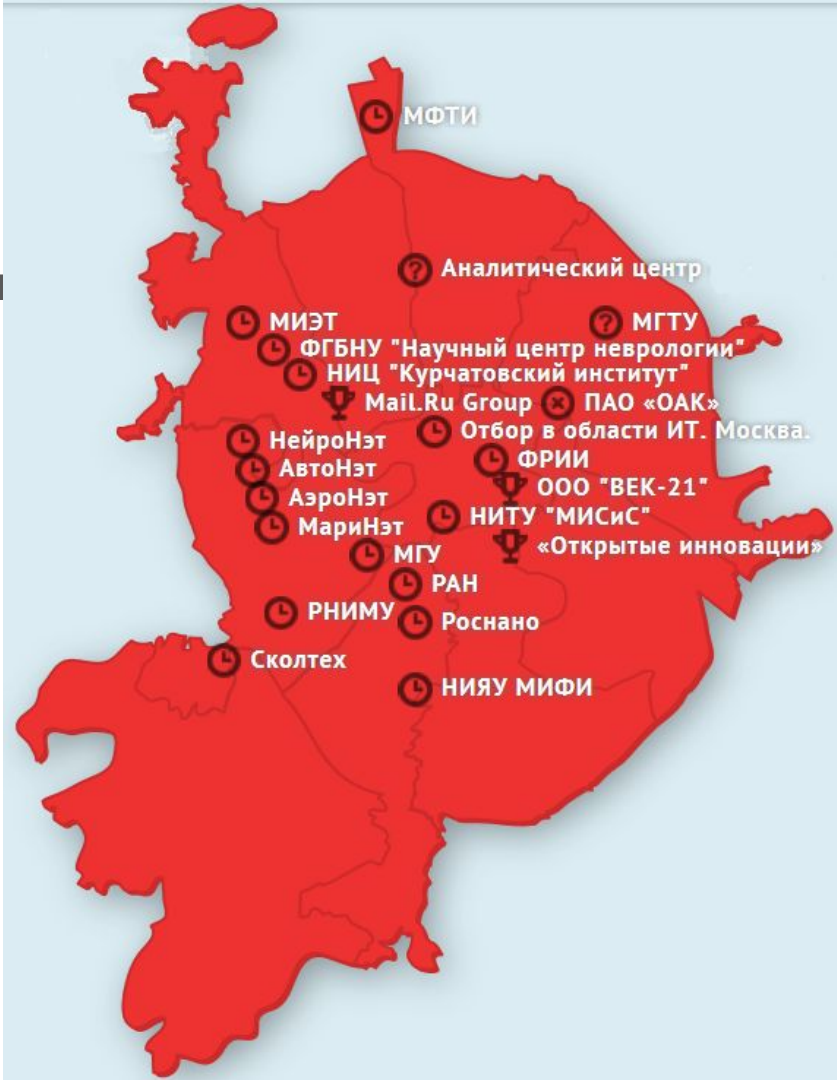 МФТИ
Аналитический центр
МИЭТ
МГТУ
ФГБНУ "Научный центр неврологии"
НИЦ "Курчатовский институт"
Mail.Ru Group
ПАО «ОАК»
Отбор в области ИТ. Москва.
НейроНэт
ФРИИ
АвтоНэт
ООО "ВЕК-21"
АэроНэт
НИТУ "МИСиС"
МариНэт
«Открытые инновации»
МГУ
РАН
РНИМУ
Роснано
Сколтех
НИЯУ МИФИ